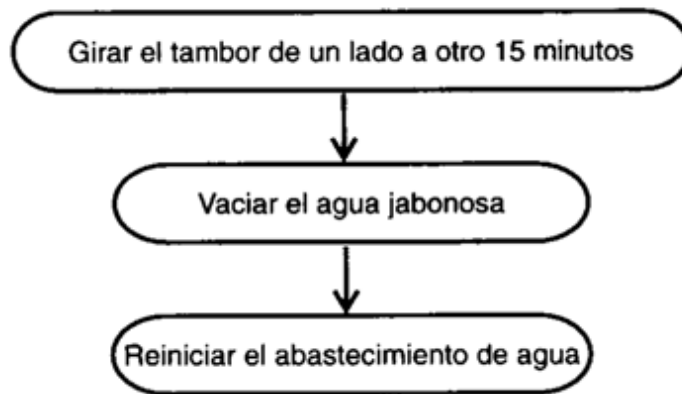 Girar el tambor de un lado a otro 15 minutos
Vaciar el agua jabonosa
Reiniciar el abastecimiento de agua